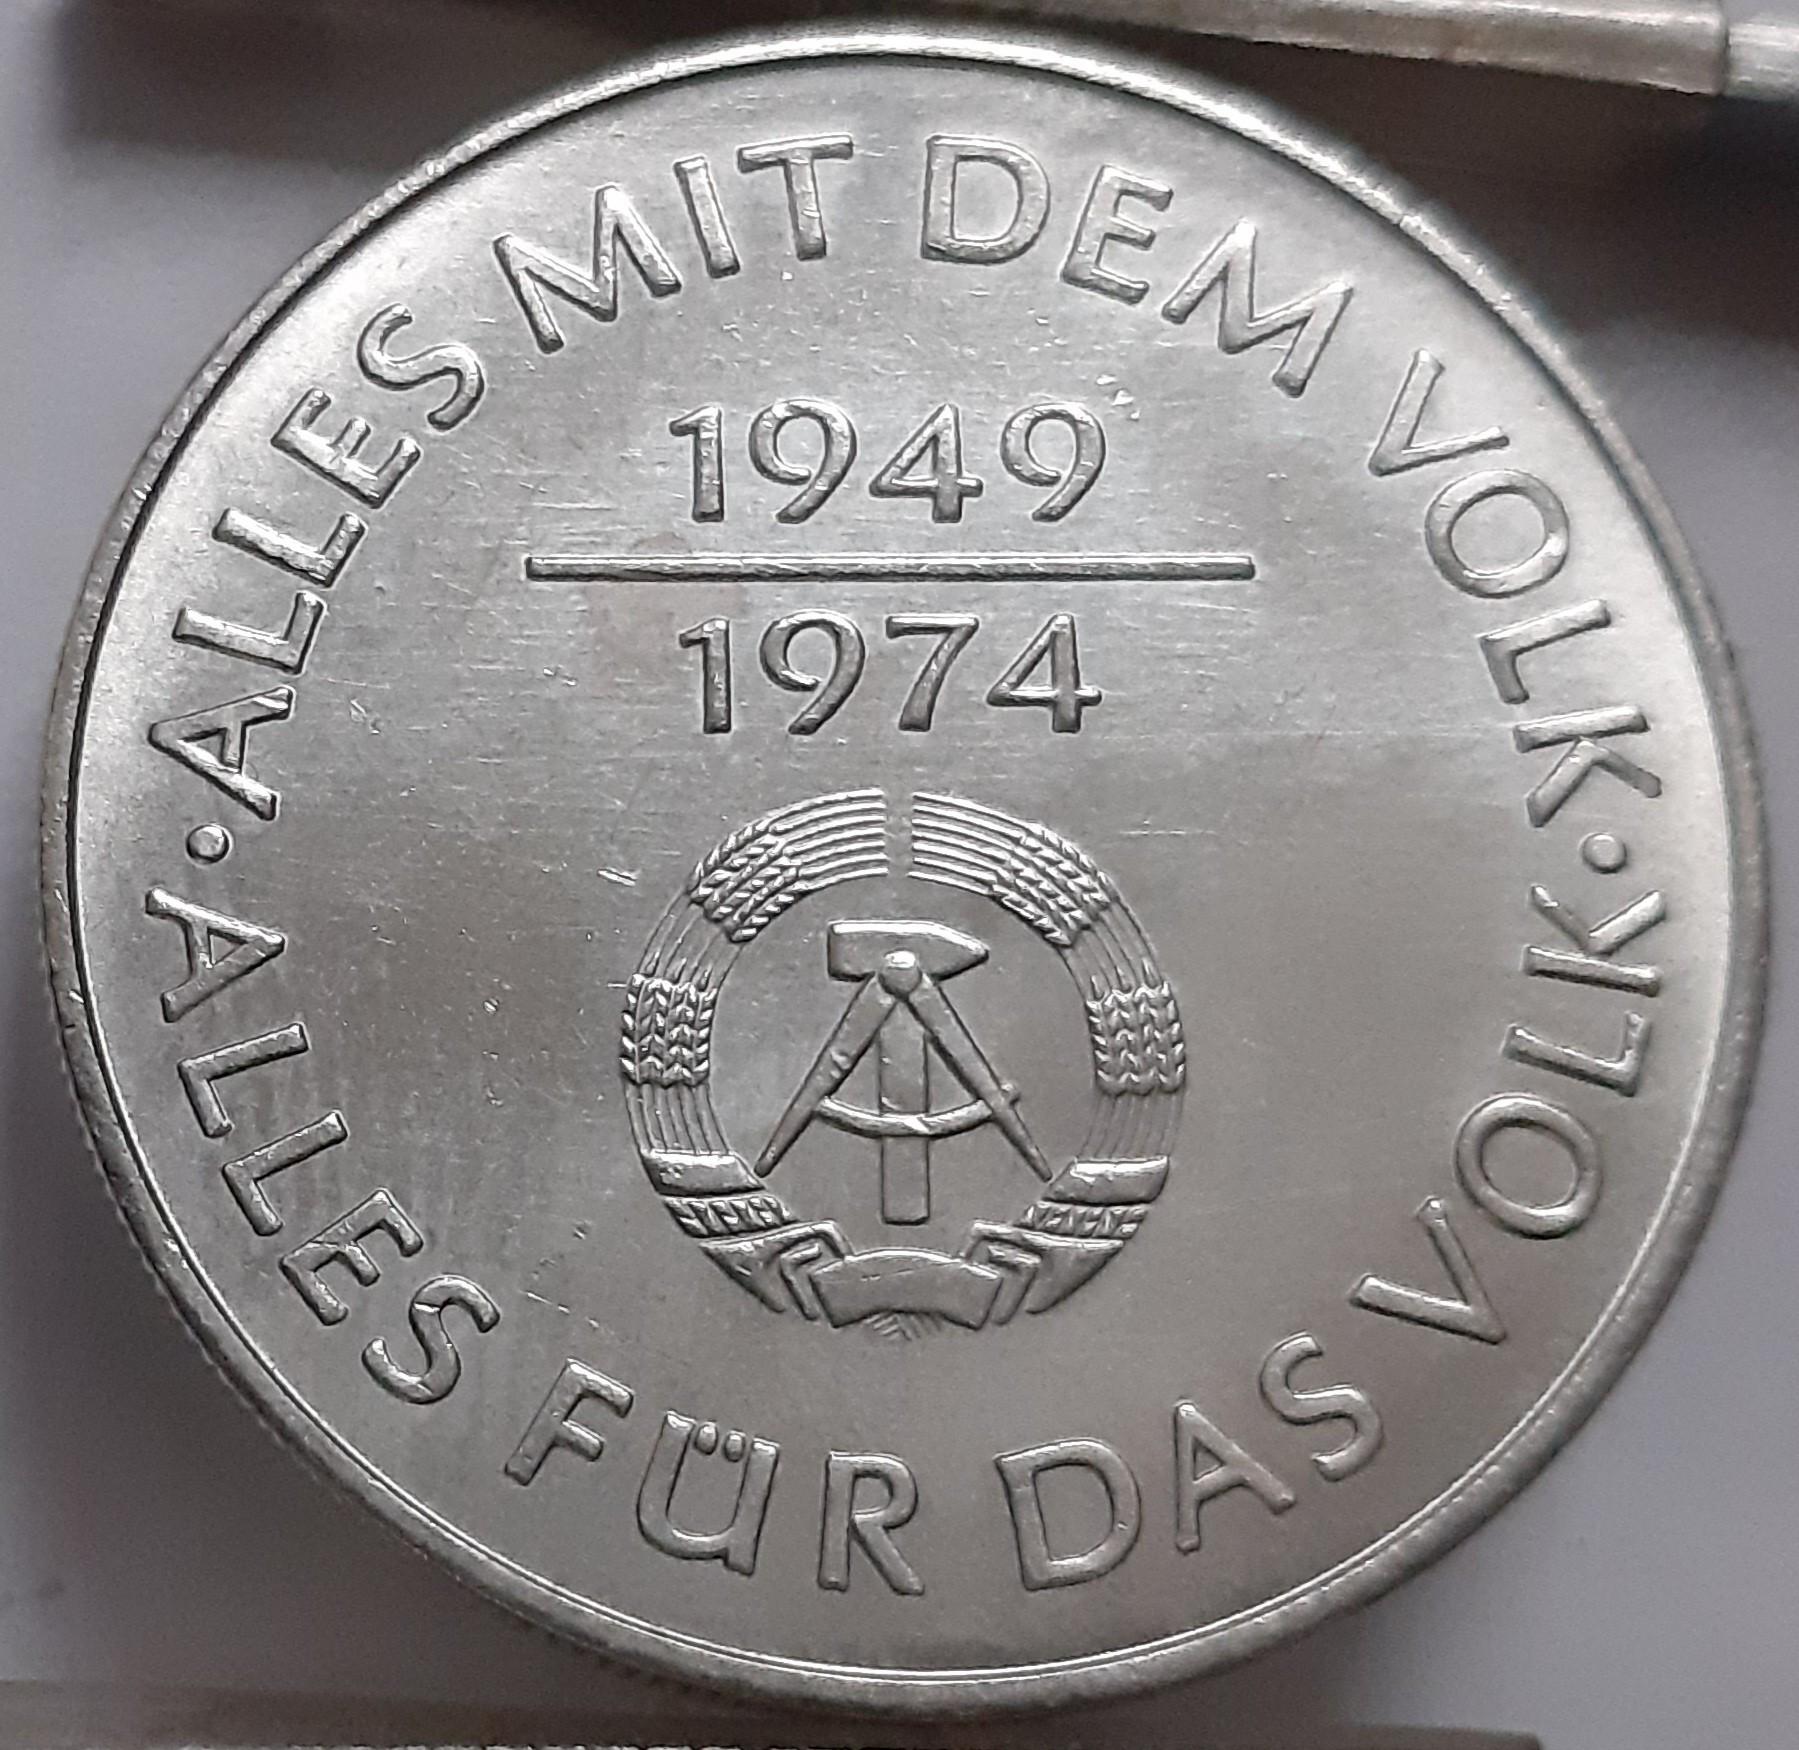 · ALLES MIT DEM VOLK ·
1949
1974
ALLES FÜR DAS VOLK